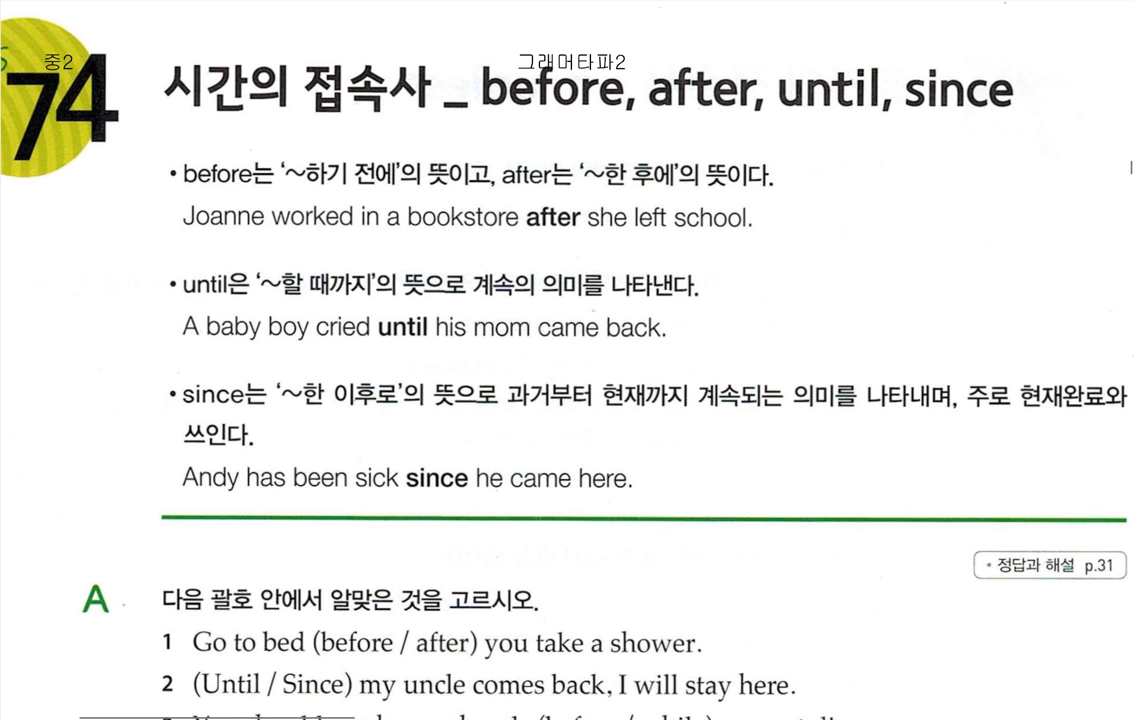 중2
그래머타파2
74
시간의 접속사 _ before, after, until, since
• before는 ‘~하기 전에’의 뜻이고, after는 ‘~한 후에’의 뜻이다.
Joanne worked in a bookstore after she left school.
• until은 ‘~할 때까지’의 뜻으로 계속의 의미를 나타낸다.
A baby boy cried until his mom came back.
• since는 ‘~한 이후로’의 뜻으로 과거부터 현재까지 계속되는 의미를 나타내며, 주로 현재완료와
쓰인다.
Andy has been sick since he came here.
• 정답과 해설 p.31
A 다음 괄호 안에서 알맞은 것을 고르시오.
1 Go to bed (before / after) you take a shower.
2 (Until / Since) my uncle comes back, I will stay here.